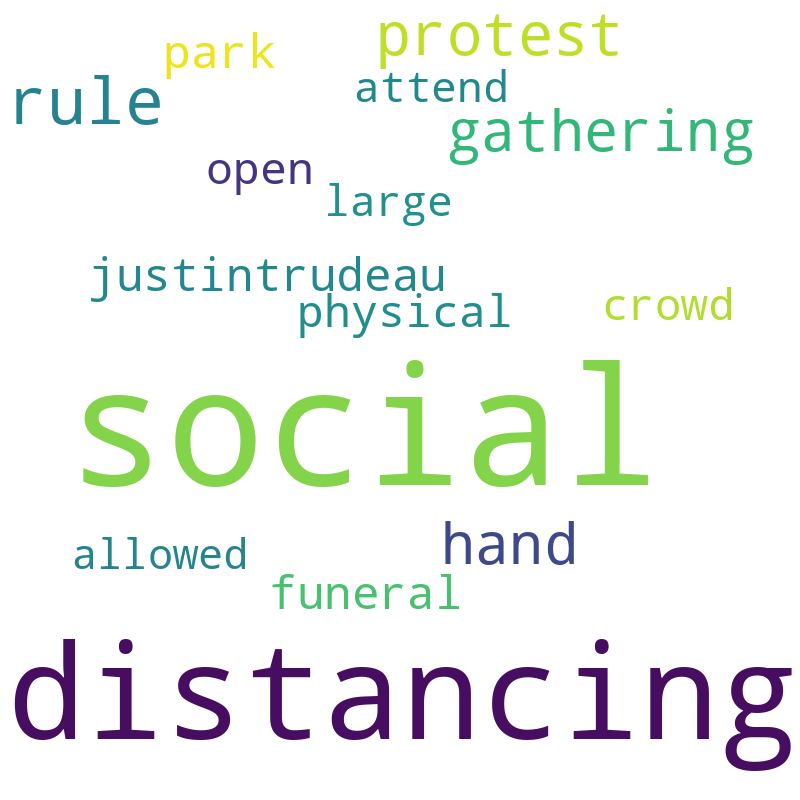 protest
park
attend
rule
gathering
open
large
justintrudeau
physical
crowd
social
hand
allowed
funeral
distancing